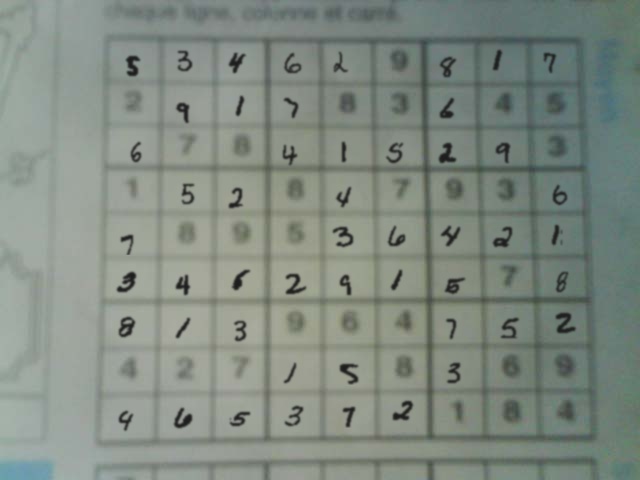 chaque ligne, colonne et carré.
5 3 4 6 2 9 8 1 7
2 9 1 7 8 3 6 4 5
6 7 8 4 1 5 2 9 3
1 5 2 8 4 7 9 3 6
7 8 9 5 3 6 4 2 1
3 4 6 2 9 1 5 7 8
8 1 3 9 6 4 7 5 2
4 2 7 1 5 8 3 6 9
9 6 5 3 7 2 1 8 4
Moyen